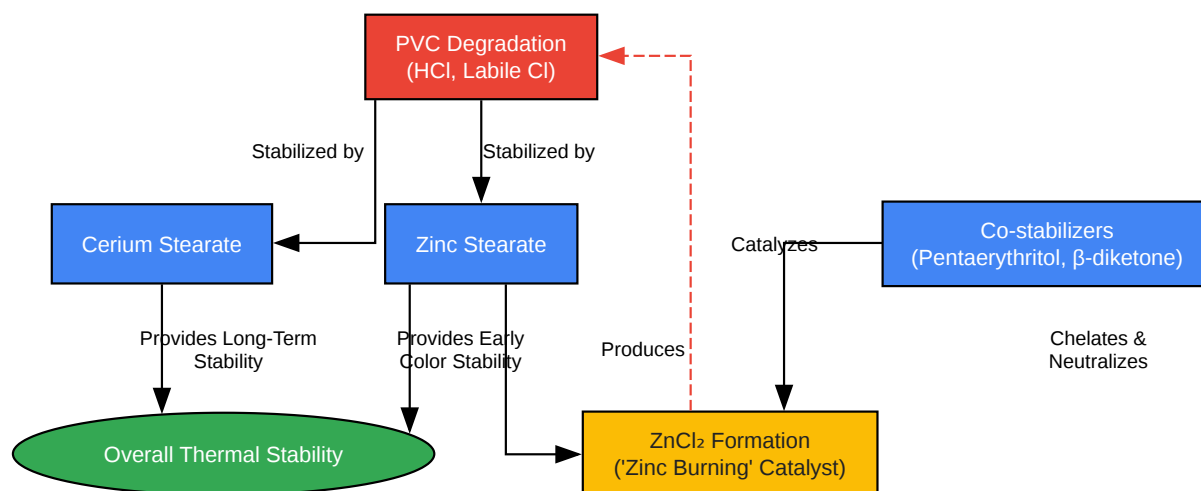 PVC Degradation
(HCl, Labile Cl)
Stabilized by
Stabilized by
Cerium Stearate
Zinc Stearate
Catalyzes
Co-stabilizers
(Pentaerythritol, β-diketone)
Provides Long-Term
Stability
Provides Early
Color Stability
Produces
Chelates &
Neutralizes
Overall Thermal Stability
ZnCl₂ Formation
('Zinc Burning' Catalyst)